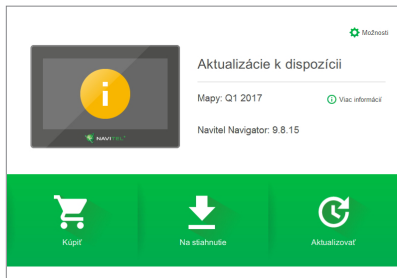 Možnosti
Aktualizácie k dispozícii
Mapy: Q1 2017
Viac informácií
Navitel Navigator: 9.8.15
NAVITEL
Kúpiť
Na stiahnutie
Aktualizovať